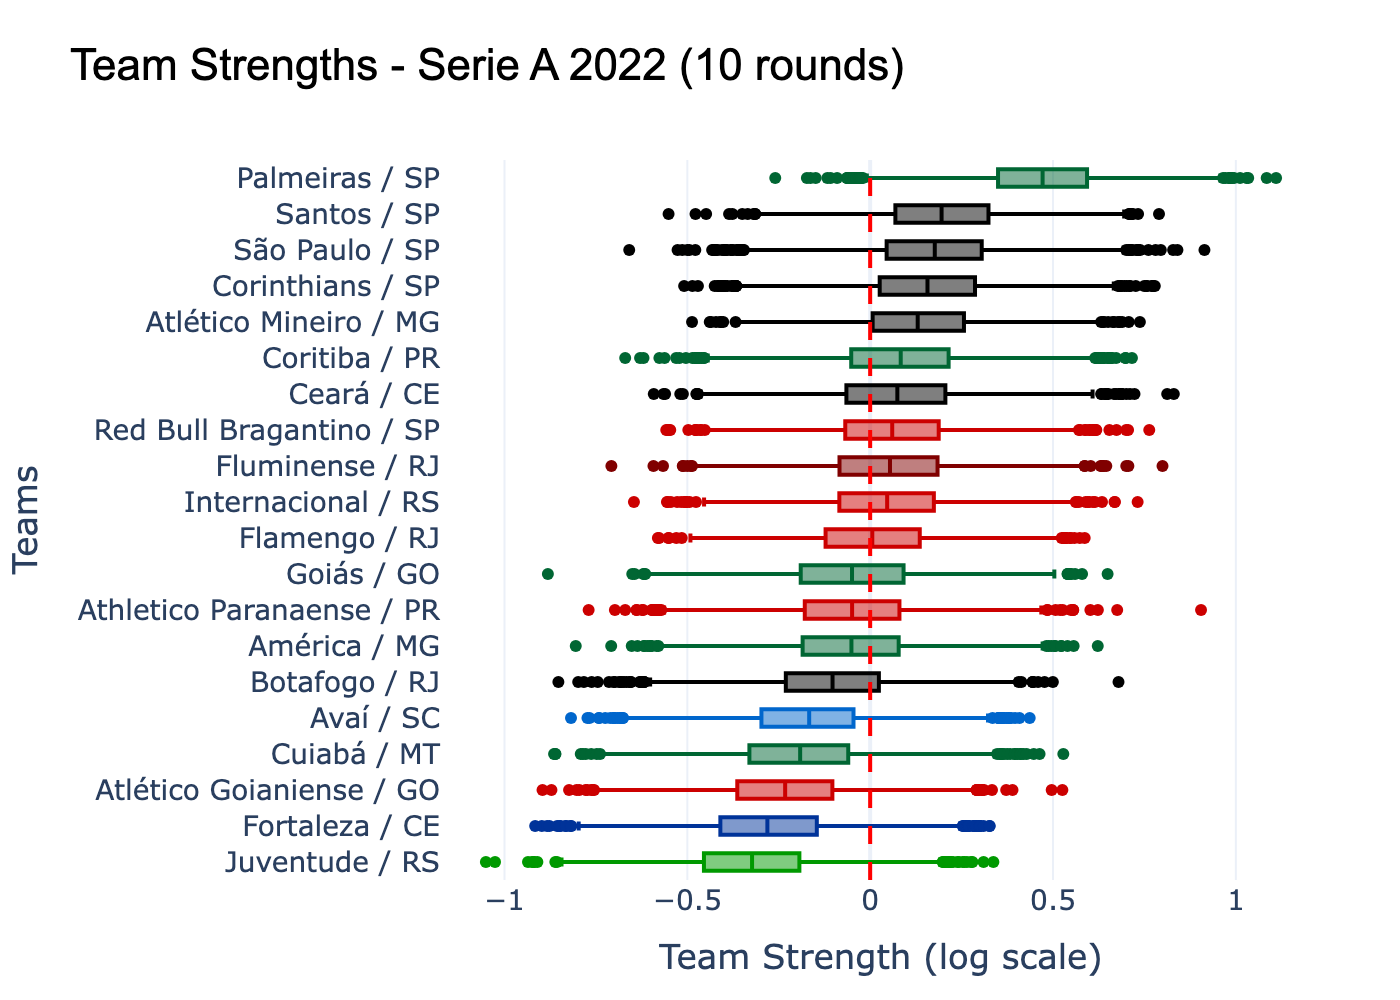 Team Strengths - Serie A 2022 (10 rounds)
Palmeiras / SP
Santos / SP
São Paulo / SP
Corinthians / SP
Atlético Mineiro / MG
Coritiba / PR
Ceará / CE
Red Bull Bragantino / SP
Fluminense / RJ
Internacional / RS
Flamengo / RJ
Goiás / GO
Athletico Paranaense / PR
América / MG
Botafogo / RJ
Avaí / SC
Cuiabá / MT
Atlético Goianiense / GO
Fortaleza / CE
Juventude / RS
Teams
−1 −0.5 0 0.5 1
Team Strength (log scale)